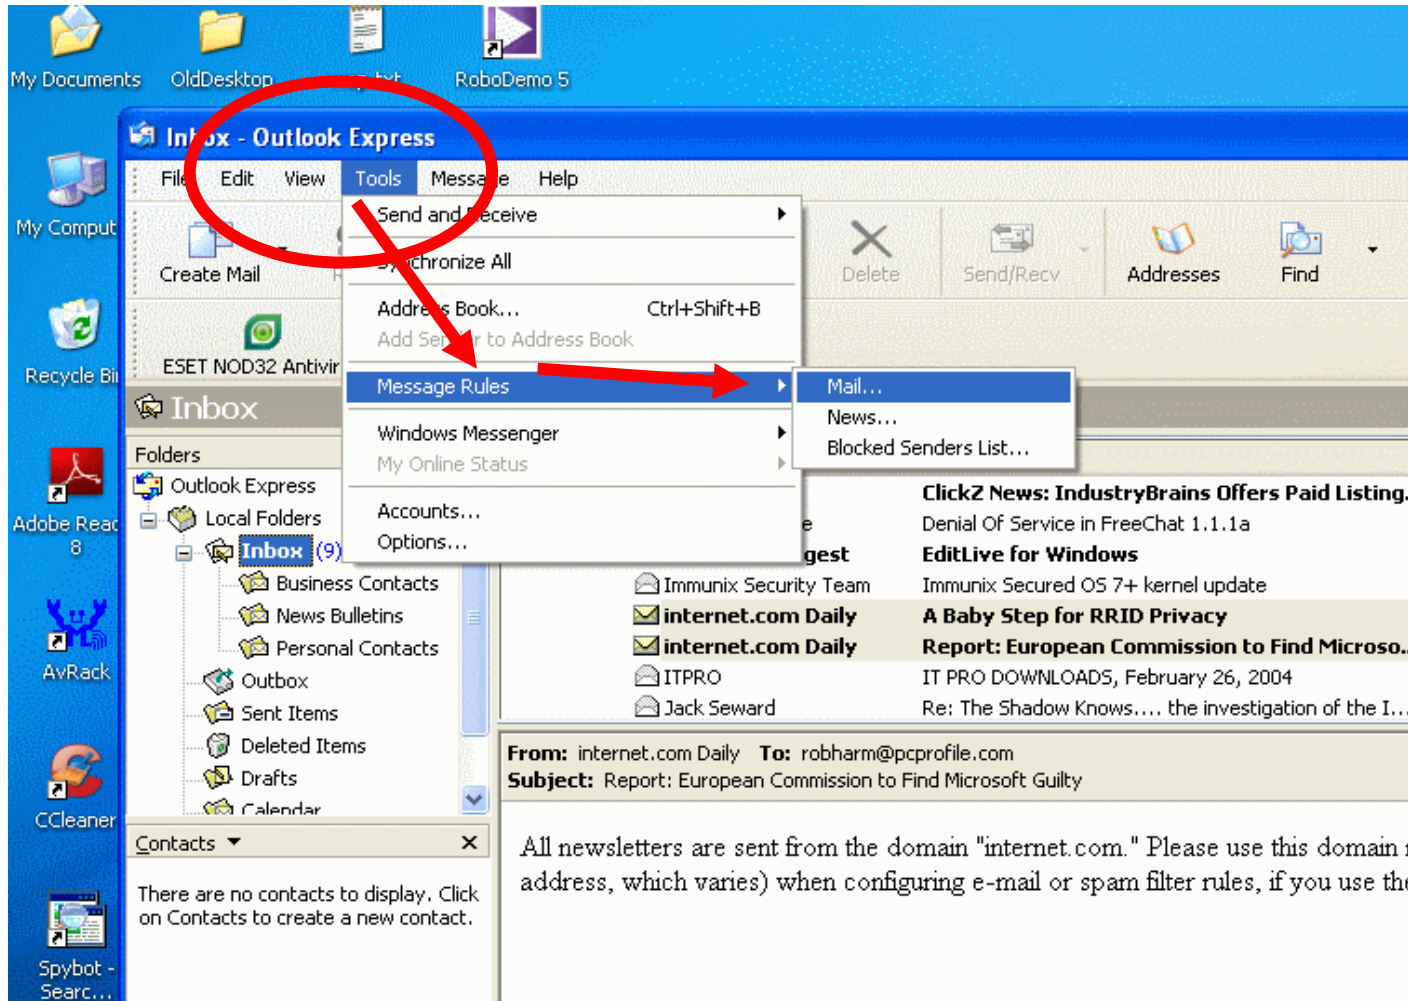 My Documents
OldDesktop
RoboDemo 5
Inbox - Outlook Express
File Edit View Tools Message Help
My Comput
Send and Receive
Synchronize All
Create Mail
Delete
Send/Recv
Addresses
Find
Address Book... Ctrl+Shift+B
Add Sender to Address Book
Recycle Bi
ESET NOD32 Antivir
Message Rules
Mail...
News...
Blocked Senders List...
Inbox
Windows Messenger
My Online Status
Accounts...
Options...
Folders
Outlook Express
Local Folders
Inbox (9)
Business Contacts
News Bulletins
Personal Contacts
Outbox
Sent Items
Deleted Items
Drafts
Calendar
Adobe Read
8
AvRack
CCleaner
Spybot -
Searc...
ClickZ News: IndustryBrains Offers Paid Listing.
e Denial Of Service in FreeChat 1.1.1a
gest EditLive for Windows
Immunix Security Team Immunix Secured OS 7+ kernel update
internet.com Daily A Baby Step for RRID Privacy
internet.com Daily Report: European Commission to Find Microso..
ITPRO IT PRO DOWNLOADS, February 26, 2004
Jack Seward Re: The Shadow Knows.... the investigation of the I...
From: internet.com Daily To: robharm@pcprofile.com
Subject: Report: European Commission to Find Microsoft Guilty
All newsletters are sent from the domain "internet.com." Please use this domain
address, which varies) when configuring e-mail or spam filter rules, if you use the
Contacts
There are no contacts to display. Click
on Contacts to create a new contact.